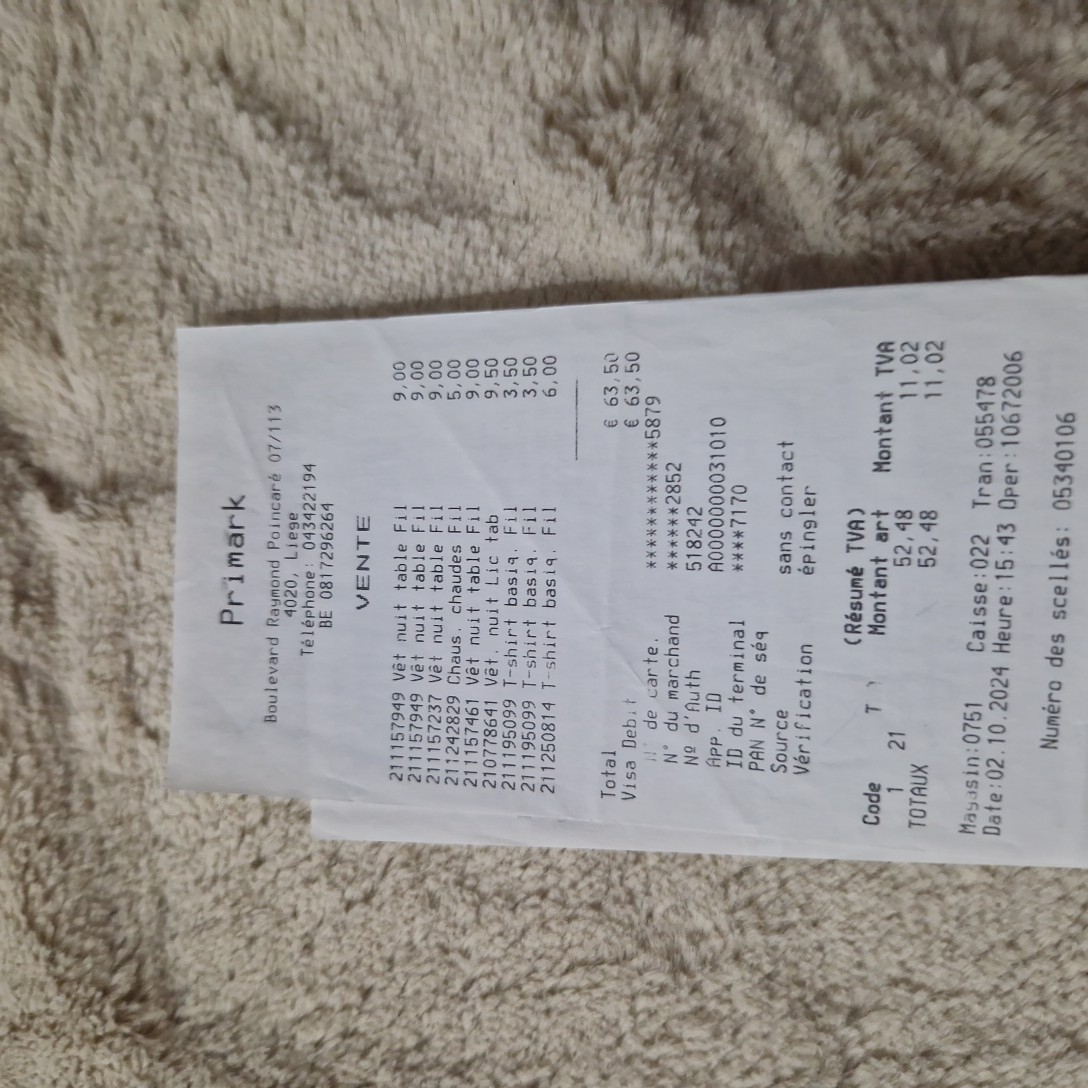 Primark
Boulevard Raymond Poincaré 07/113
4020, Liege
Téléphone: 043422194
BE 0817296264
VENTE
211157949 Vêt nuit table Fil 9,00
211157949 Vêt nuit table Fil 9,00
211157237 Vêt nuit table Fil 9,00
211242829 Chaus. chaudes Fil 5,00
211157461 Vêt nuit table Fil 9,00
210778641 Vêt. nuit Lic tab 9,50
211195099 T-shirt basiq. Fil 3,50
211195099 T-shirt basiq. Fil 3,50
211250814 T-shirt basiq. Fil 6,00
Total € 63,50
Visa Debit € 63,50
N° de carte. ************5879
N° du marchand ******2852
Nº d'Auth 518242
App. ID A0000000031010
ID du terminal ****7170
PAN N° de séq
Source sans contact
Vérification épingler
(Résumé TVA)
Code Montant art Montant TVA
1 21 52,48 11,02
TOTAUX 52,48 11,02
Magasin:0751 Caisse:022 Tran:055478
Date:02.10.2024 Heure:15:43 Oper:10672006
Numéro des scellés: 05340106